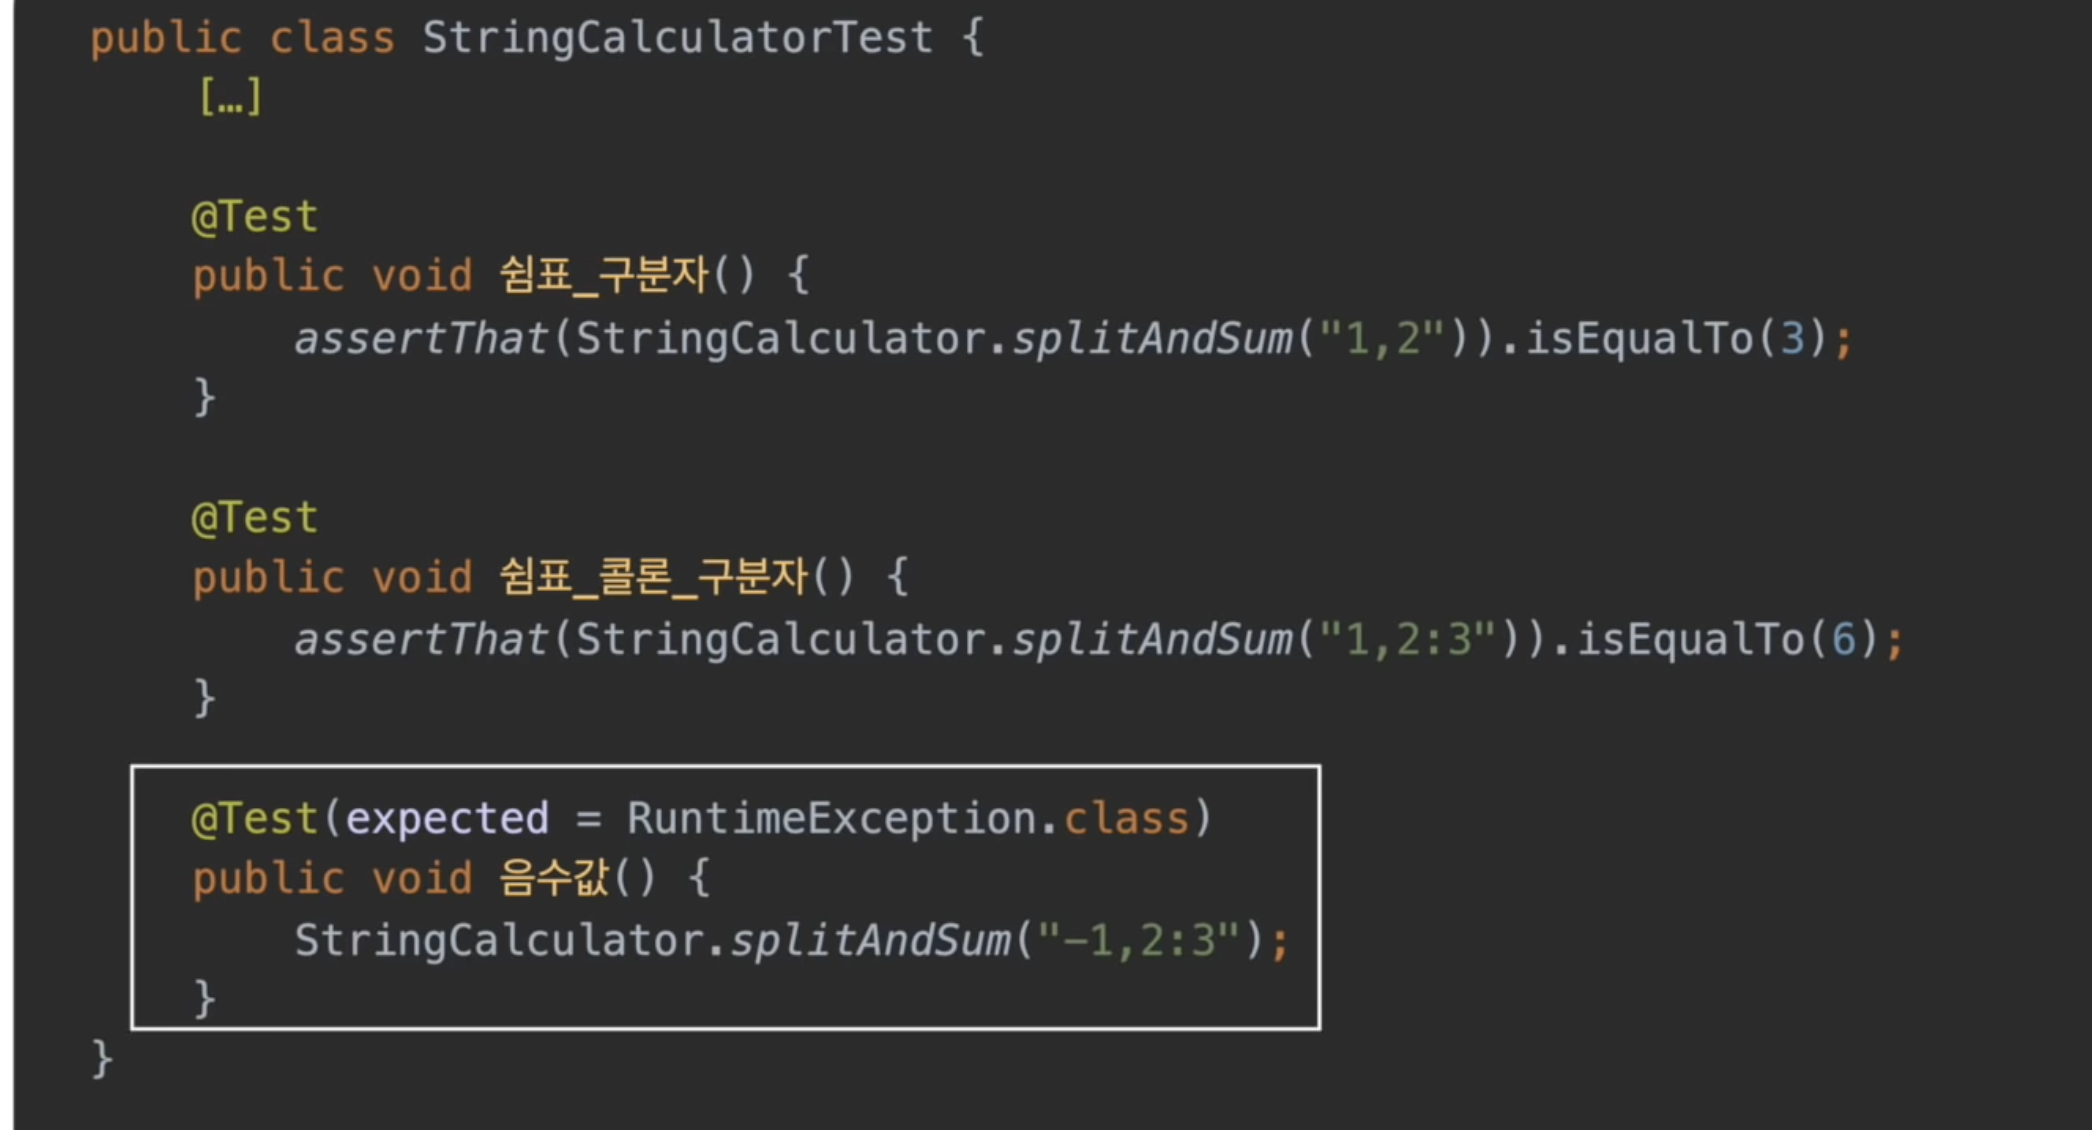 public class StringCalculatorTest {
[…]
@Test
public void 쉼표_구분자() {
assertThat(StringCalculator.splitAndSum("1,2")).isEqualTo(3);
}
@Test
public void 쉼표_콜론_구분자() {
assertThat(StringCalculator.splitAndSum("1,2:3")).isEqualTo(6);
}
@Test(expected = RuntimeException.class)
public void 음수값() {
StringCalculator.splitAndSum("−1,2:3");
}
}